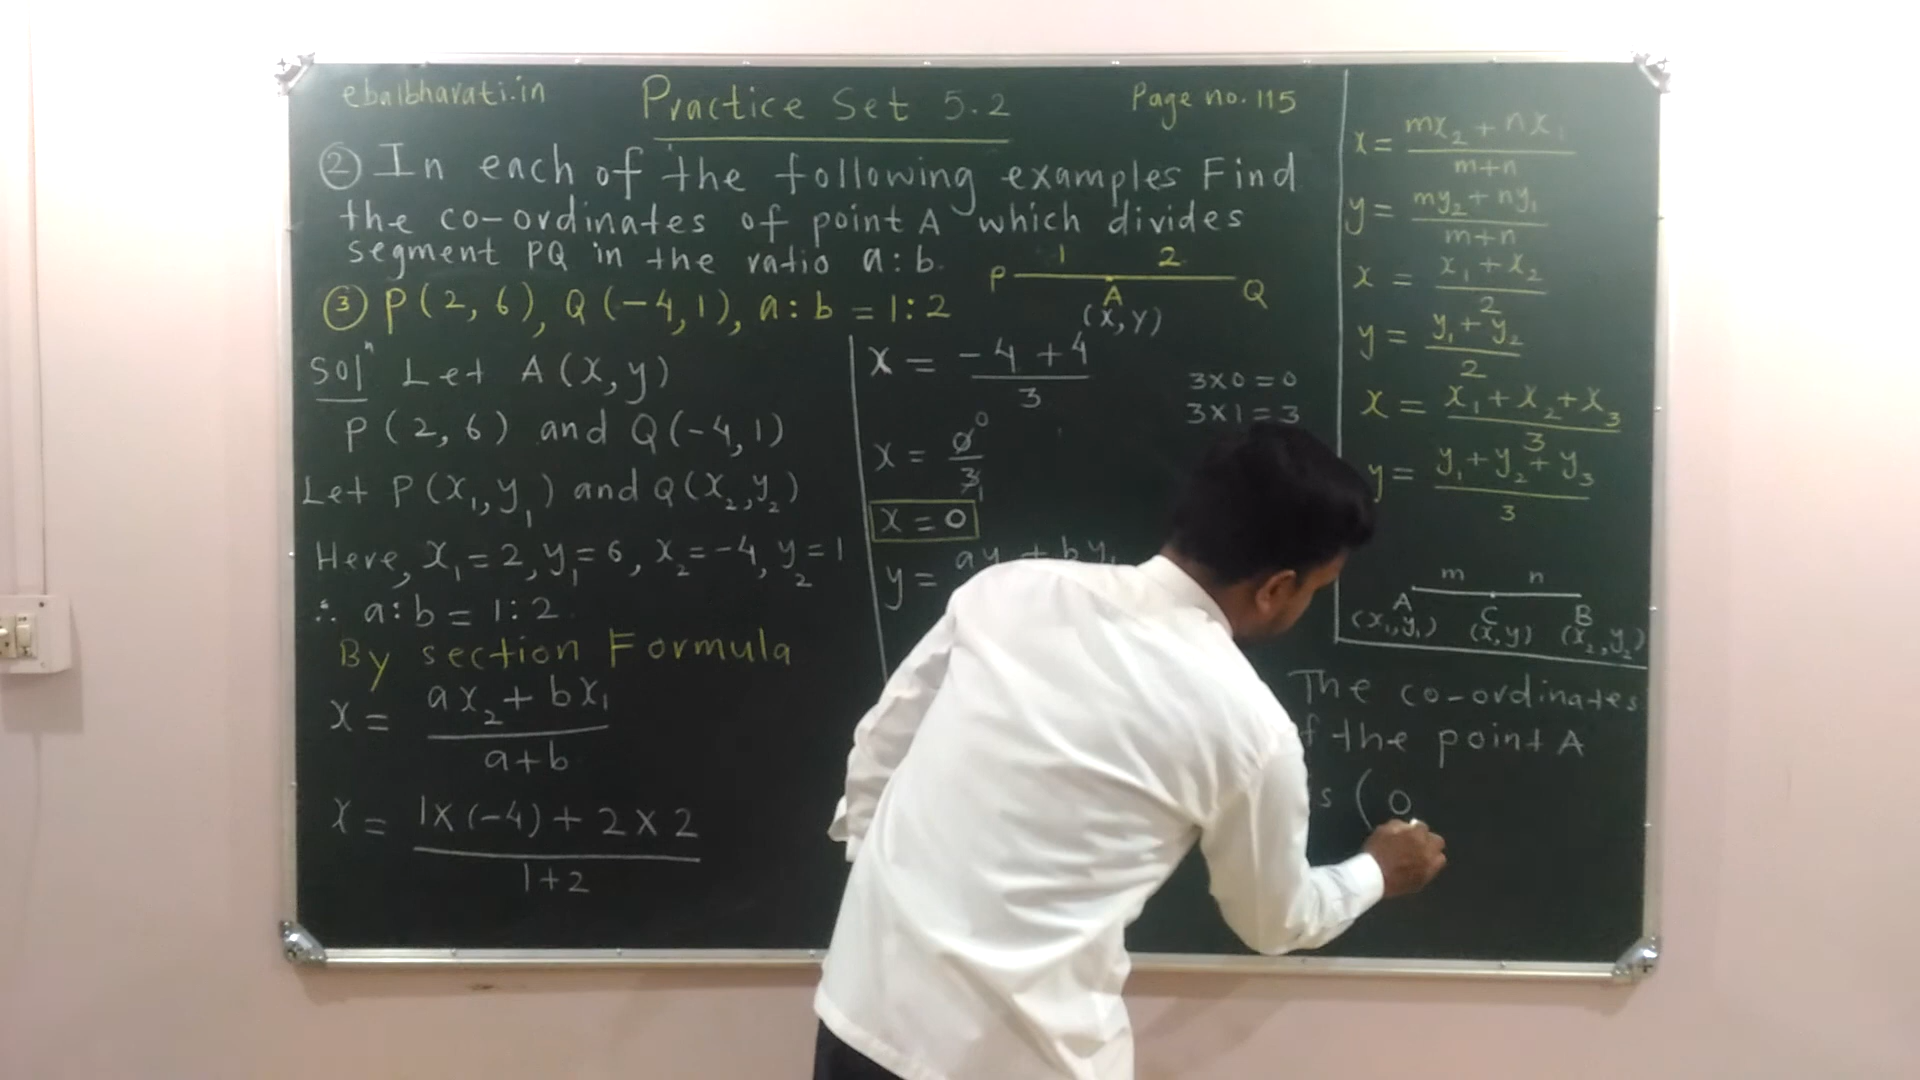 ebalbharati.in Practice Set 5.2 Page no. 115
② In each of the following examples Find
the co-ordinates of point A which divides
segment PQ in the ratio a:b.
③ P(2,6), Q(-4,1), a:b = 1:2
P 1 2 Q
A
(x,y)
Solⁿ Let A(x,y)
P(2,6) and Q(-4,1)
Let P(x₁,y₁) and Q(x₂,y₂)
Here, x₁=2, y₁=6, x₂=-4, y₂=1
∴ a:b = 1:2
By section Formula
x = ax₂+bx₁
a+b
x = 1x(-4)+2x2
1+2
x = -4+4
3
3x0=0
3x1=3
x = 0 0
3 1
x=0
y = ay + by₁
x = mx₂+nx₁
m+n
y = my₂+ny₁
m+n
x = x₁+x₂
2
y = y₁+y₂
2
x = x₁+x₂+x₃
3
y = y₁+y₂+y₃
3
m n
A C B
(x₁,y₁) (x,y) (x₂,y₂)
The co-ordinates
the point A
(0